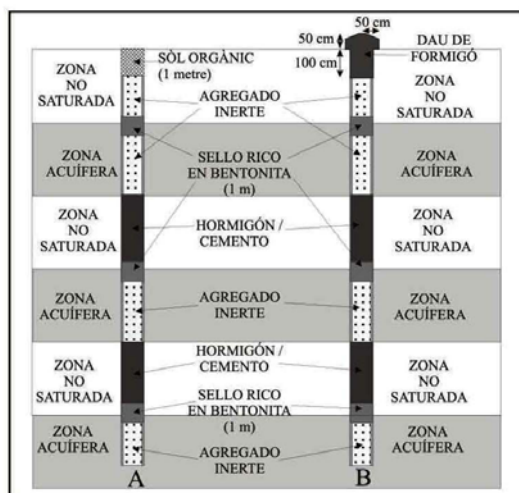 50 cm
50 cm
100 cm
DAU DE
FORMIGÓ
SÒL ORGÀNIC
(1 metre)
ZONA
NO
SATURADA
ZONA
NO
SATURADA
AGREGADO
INERTE
ZONA
ACUÍFERA
SELLO RICO
EN BENTONITA
(1 m)
ZONA
ACUÍFERA
ZONA
NO
SATURADA
HORMIGÓN /
CEMENTO
ZONA
NO
SATURADA
ZONA
ACUÍFERA
AGREGADO
INERTE
ZONA
ACUÍFERA
ZONA
NO
SATURADA
HORMIGÓN /
CEMENTO
SELLO RICO
EN BENTONITA
(1 m)
ZONA
NO
SATURADA
ZONA
ACUÍFERA
AGREGADO
INERTE
ZONA
ACUÍFERA
A
B